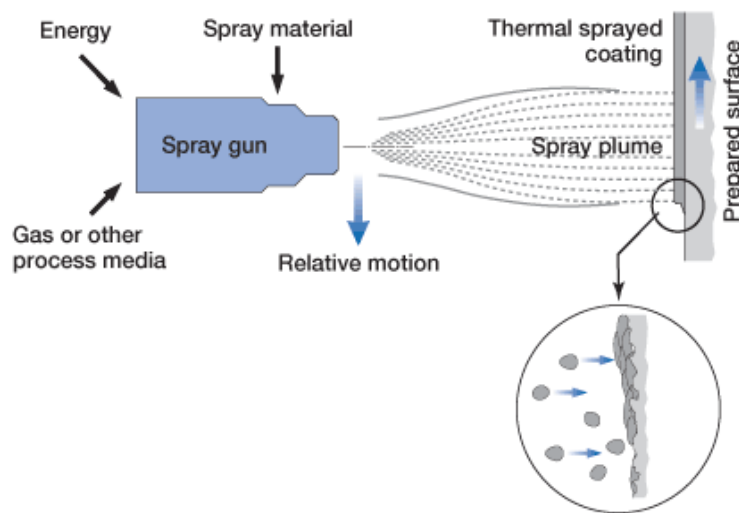 Energy
Spray material
Thermal sprayed
coating
Spray gun
Spray plume
Prepared surface
Gas or other
process media
Relative motion